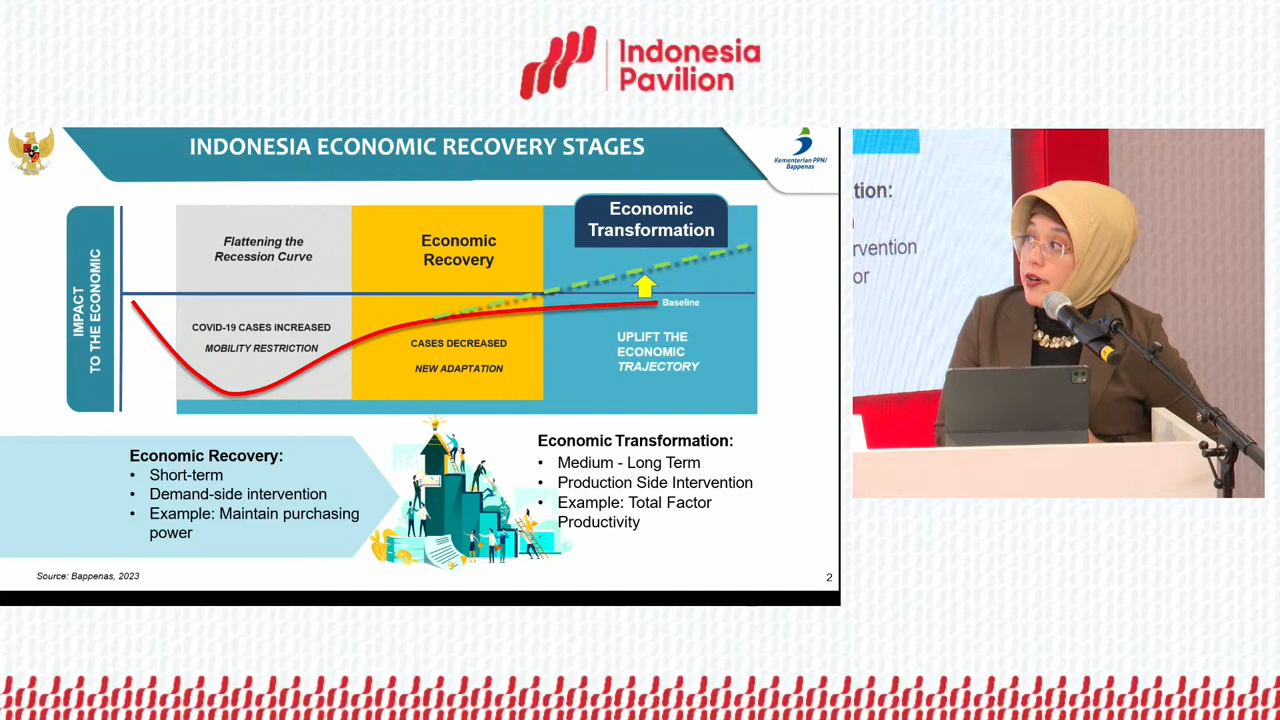 Indonesia
Pavilion
INDONESIA ECONOMIC RECOVERY STAGES
Kementerian PPN/
Bappenas
IMPACT
TO THE ECONOMIC
Flattening the
Recession Curve
Economic
Recovery
Economic
Transformation
COVID-19 CASES INCREASED
MOBILITY RESTRICTION
CASES DECREASED
NEW ADAPTATION
Baseline
UPLIFT THE
ECONOMIC
TRAJECTORY
Economic Recovery:
• Short-term
• Demand-side intervention
• Example: Maintain purchasing
power
Economic Transformation:
• Medium - Long Term
• Production Side Intervention
• Example: Total Factor
Productivity
Source: Bappenas, 2023
2
tion:
rvention
or